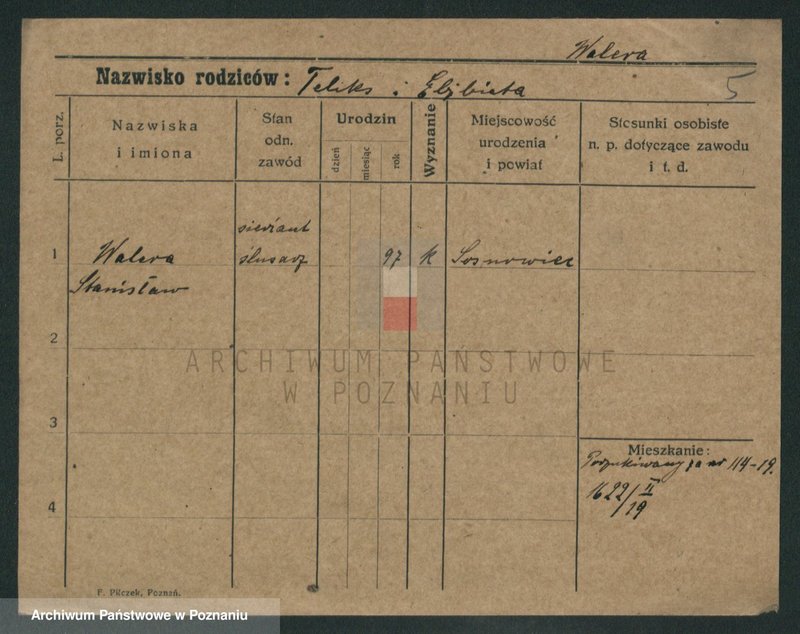 Walera
Nazwisko rodziców: Feliks i Elżbieta
5
L. porz.
Nazwiska
i imiona
Stan
odn.
zawód
Urodzin
dzień
miesiąc
rok
Wyznanie
Miejscowość
urodzenia
i powiat
Stosunki osobiste
n. p. dotyczące zawodu
i t. d.
1
Walera
Stanisław
sierżant
ślusarz
97
k
Sosnowiec
2
3
4
Mieszkanie:
Poszukiwany za nr 114-19.
1622/II
/19
F. Pilczek, Poznań.
ARCHIWUM PAŃSTWOWE
W POZNANIU
Archiwum Państwowe w Poznaniu